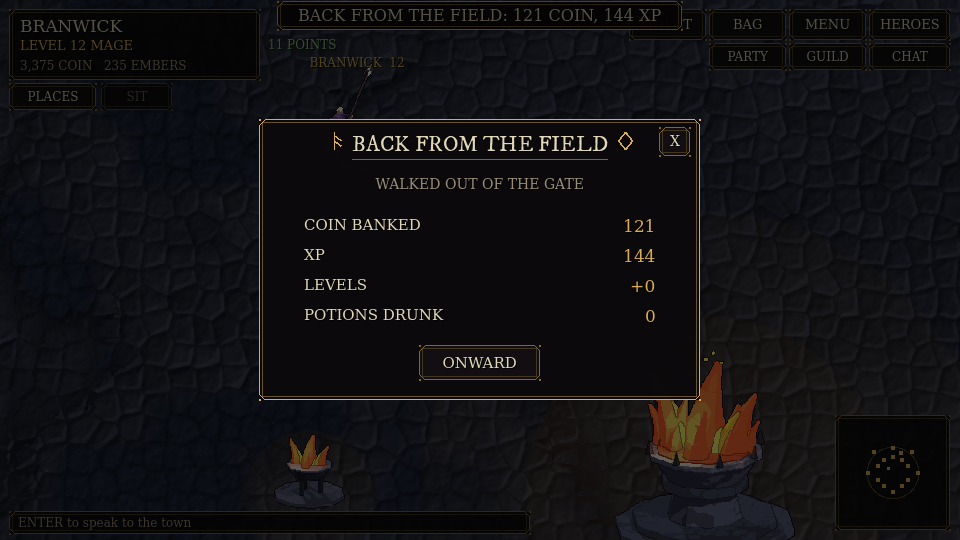 BRANWICK
LEVEL 12 MAGE
3,375 COIN 235 EMBERS
PLACES
SIT
BACK FROM THE FIELD: 121 COIN, 144 XP
11 POINTS
BRANWICK 12
BAG
MENU
HEROES
PARTY
GUILD
CHAT
BACK FROM THE FIELD
X
WALKED OUT OF THE GATE
COIN BANKED 121
XP 144
LEVELS +0
POTIONS DRUNK 0
ONWARD
ENTER to speak to the town